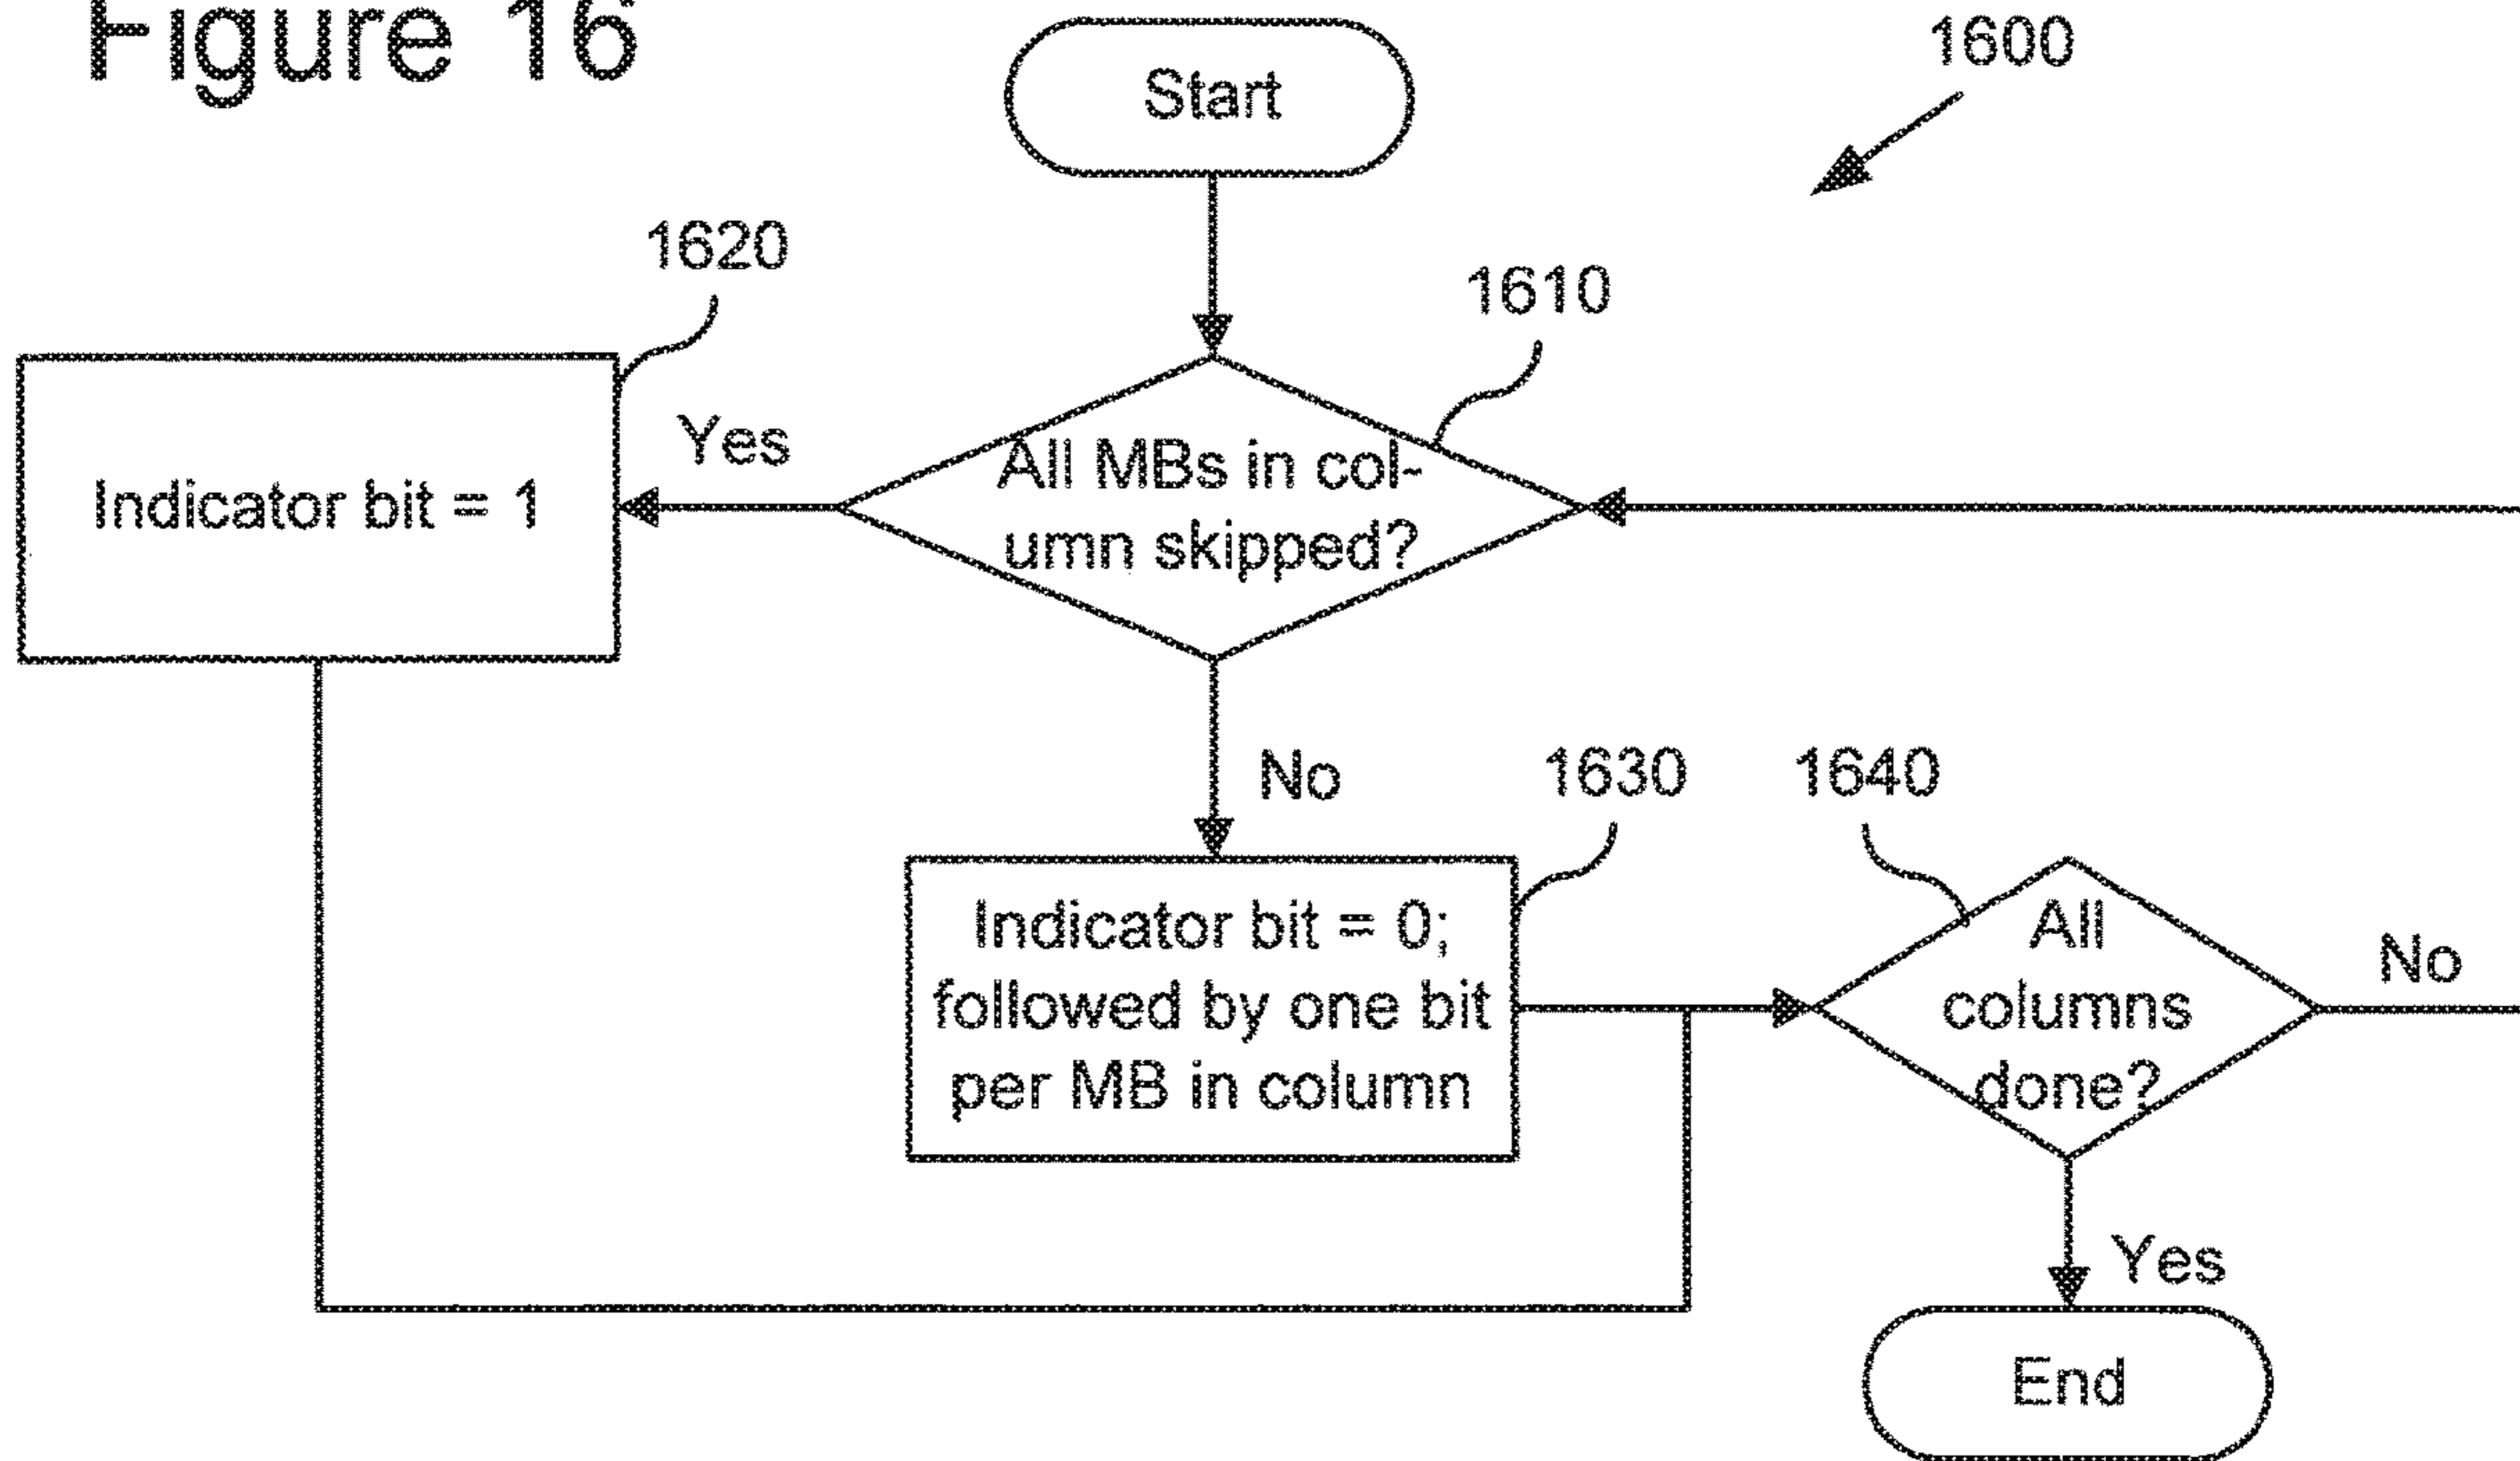 Figure 16
Start
1600
1620
1610
Yes
All MBs in col-
umn skipped?
Indicator bit = 1
No
1630
1640
Indicator bit = 0;
followed by one bit
per MB in column
All
columns
done?
No
Yes
End